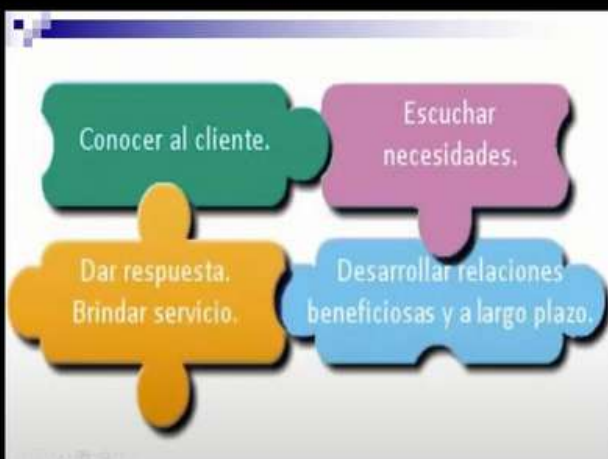 Conocer al cliente.
Escuchar
necesidades.
Dar respuesta.
Brindar servicio.
Desarrollar relaciones
beneficiosas y a largo plazo.